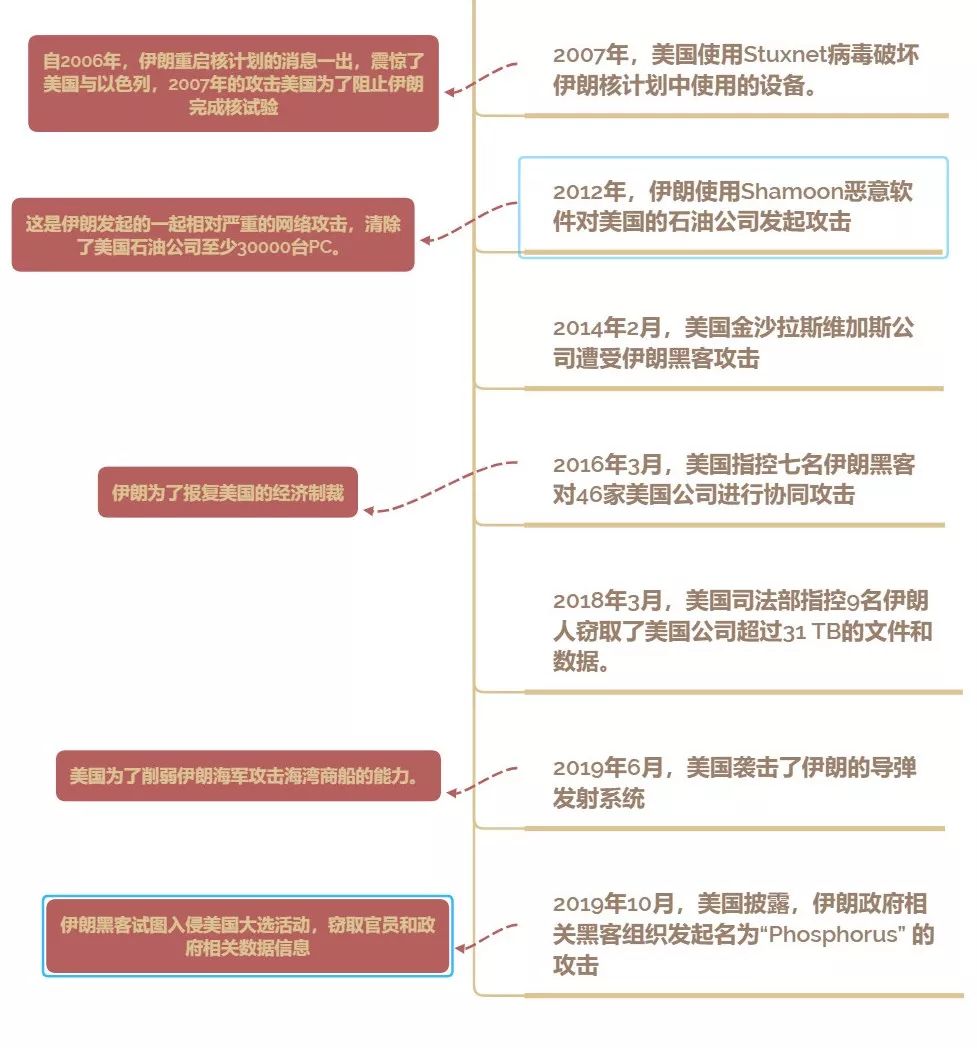 自2006年，伊朗重启核计划的消息一出，震惊了
美国与以色列，2007年的攻击美国为了阻止伊朗
完成核试验
2007年，美国使用Stuxnet病毒破坏
伊朗核计划中使用的设备。
这是伊朗发起的一起相对严重的网络攻击，清除
了美国石油公司至少30000台PC。
2012年，伊朗使用Shamoon恶意软
件对美国的石油公司发起攻击
2014年2月，美国金沙拉斯维加斯公
司遭受伊朗黑客攻击
伊朗为了报复美国的经济制裁
2016年3月，美国指控七名伊朗黑客
对46家美国公司进行协同攻击
2018年3月，美国司法部指控9名伊朗
人窃取了美国公司超过31 TB的文件和
数据。
美国为了削弱伊朗海军攻击海湾商船的能力。
2019年6月，美国袭击了伊朗的导弹
发射系统
伊朗黑客试图入侵美国大选活动，窃取官员和政
府相关数据信息
2019年10月，美国披露，伊朗政府相
关黑客组织发起名为“Phosphorus” 的
攻击